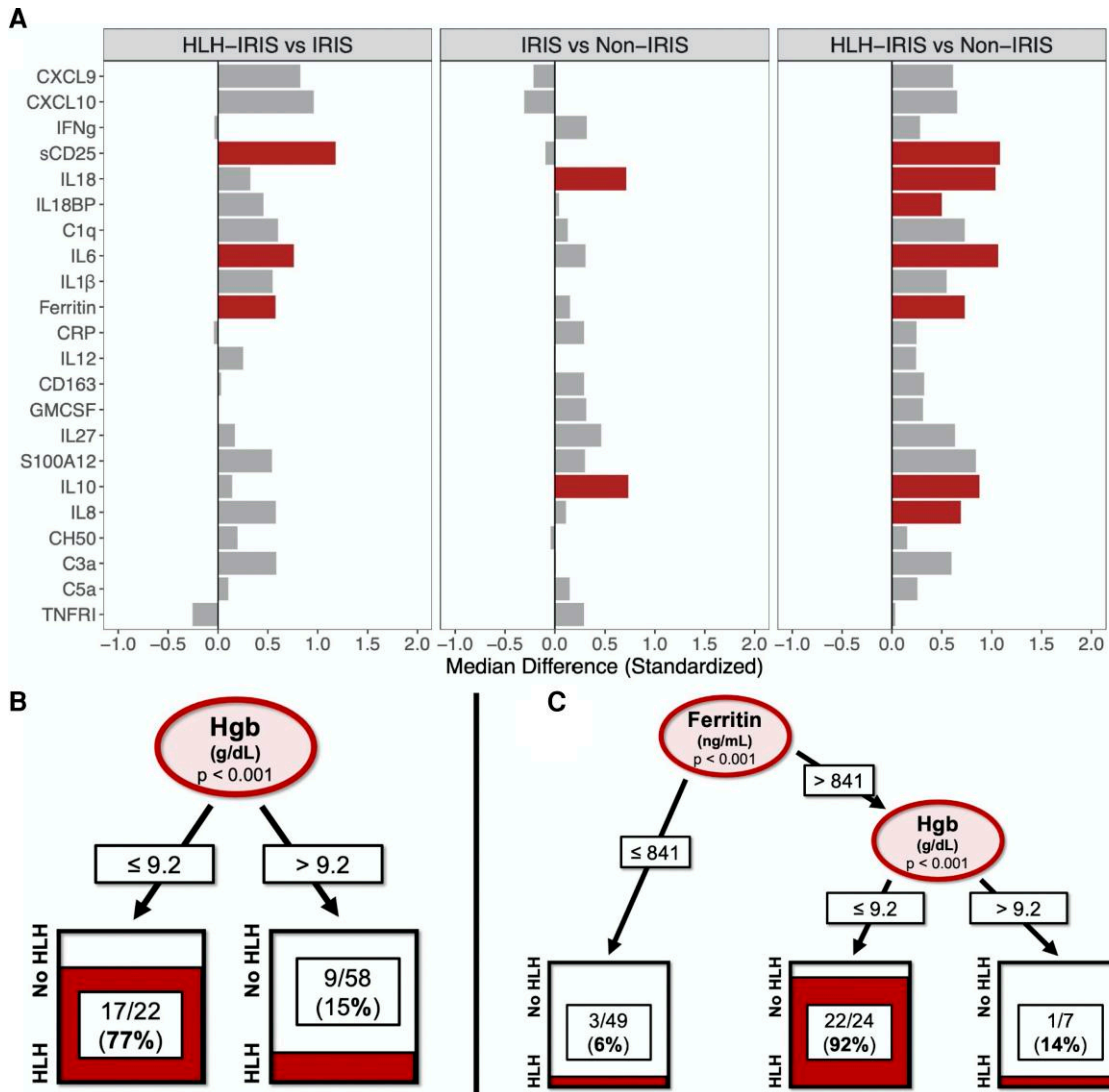 A
HLH-IRIS vs IRIS
IRIS vs Non-IRIS
HLH-IRIS vs Non-IRIS
CXCL9
CXCL10
IFNg
sCD25
IL18
IL18BP
C1q
IL6
IL1β
Ferritin
CRP
IL12
CD163
GMCSF
IL27
S100A12
IL10
IL8
CH50
C3a
C5a
TNFRI
−1.0 −0.5 0.0 0.5 1.0 1.5 2.0
−1.0 −0.5 0.0 0.5 1.0 1.5 2.0
−1.0 −0.5 0.0 0.5 1.0 1.5 2.0
Median Difference (Standardized)
B
Hgb
(g/dL)
p < 0.001
≤ 9.2
> 9.2
No HLH
HLH
17/22
(77%)
No HLH
HLH
9/58
(15%)
C
Ferritin
(ng/mL)
p < 0.001
> 841
≤ 841
Hgb
(g/dL)
p < 0.001
≤ 9.2
> 9.2
No HLH
HLH
3/49
(6%)
No HLH
HLH
22/24
(92%)
No HLH
HLH
1/7
(14%)